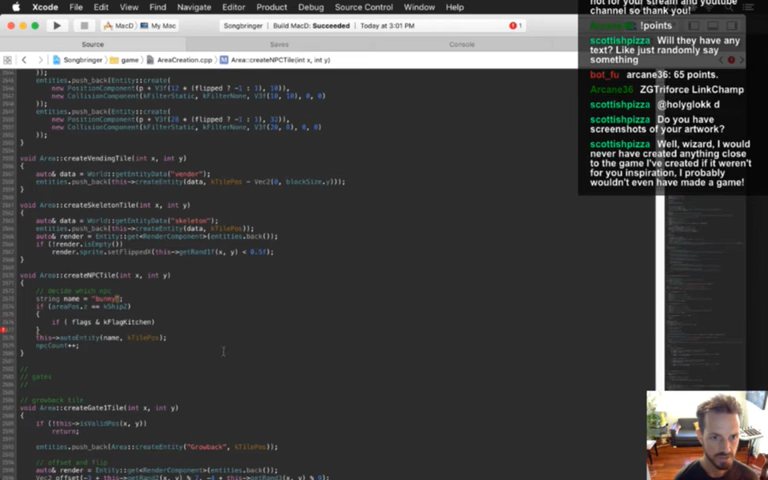 Xcode File Edit View Find Navigate Editor Product Debug Source Control Window Help
MacD My Mac
Songbringer Build MacD: Succeeded Today at 3:01 PM
Source Saves Console
Songbringer game AreaCreation.cpp Area::createNPCTile(int x, int y)
));
entities.push_back(Entity::create(
new PositionComponent(p + V3f(12 * (flipped ? -1 : 1), 10)),
new CollisionComponent(kFilterStatic, kFilterNone, V3f(10, 10), 0, 0)
));
entities.push_back(Entity::create(
new PositionComponent(p + V3f(28 * (flipped ? -1 : 1), 32)),
));
}
void Area::createVendingTile(int x, int y)
{
auto& data = World::getEntityData("vender");
entities.push_back(this->createEntity(data, kTilePos - Vec2(0, blockSize.y)));
}
void Area::createSkeletonTile(int x, int y)
{
auto& data = World::getEntityData("skeleton");
entities.push_back(this->createEntity(data, kTilePos));
auto& render = Entity::get<RenderComponent>(entities.back());
if (!render.isEmpty())
render.sprite.setFlippedX(this->getRand1f(x, y) < 0.5f);
}
void Area::createNPCTile(int x, int y)
{
// decide which npc
string name = "bunny";
if (areaPos.z == kShip2)
{
if ( flags & kFlagKitchen)
}
this->autoEntity(name, kTilePos);
npcCount++;
}
//
// gates
//
// growback tile
void Area::createGate1Tile(int x, int y)
{
if (!this->isValidPos(x, y))
return;
entities.push_back(Area::createEntity("Growback", kTilePos));
// offset and flip
auto& render = Entity::get<RenderComponent>(entities.back());
not for your stream and youtube
channel so thank you!
!points
scottishpizza Will they have any
text? Like just randomly say
something
bot_fu arcane36: 65 points.
Arcane36 ZGTriforce LinkChamp
scottishpizza @holyglokk d
scottishpizza Do you have
screenshots of your artwork?
scottishpizza Well, wizard, I would
never have created anything close
to the game I've created if it weren't
for you inspiration, I probably
wouldn't even have made a game!